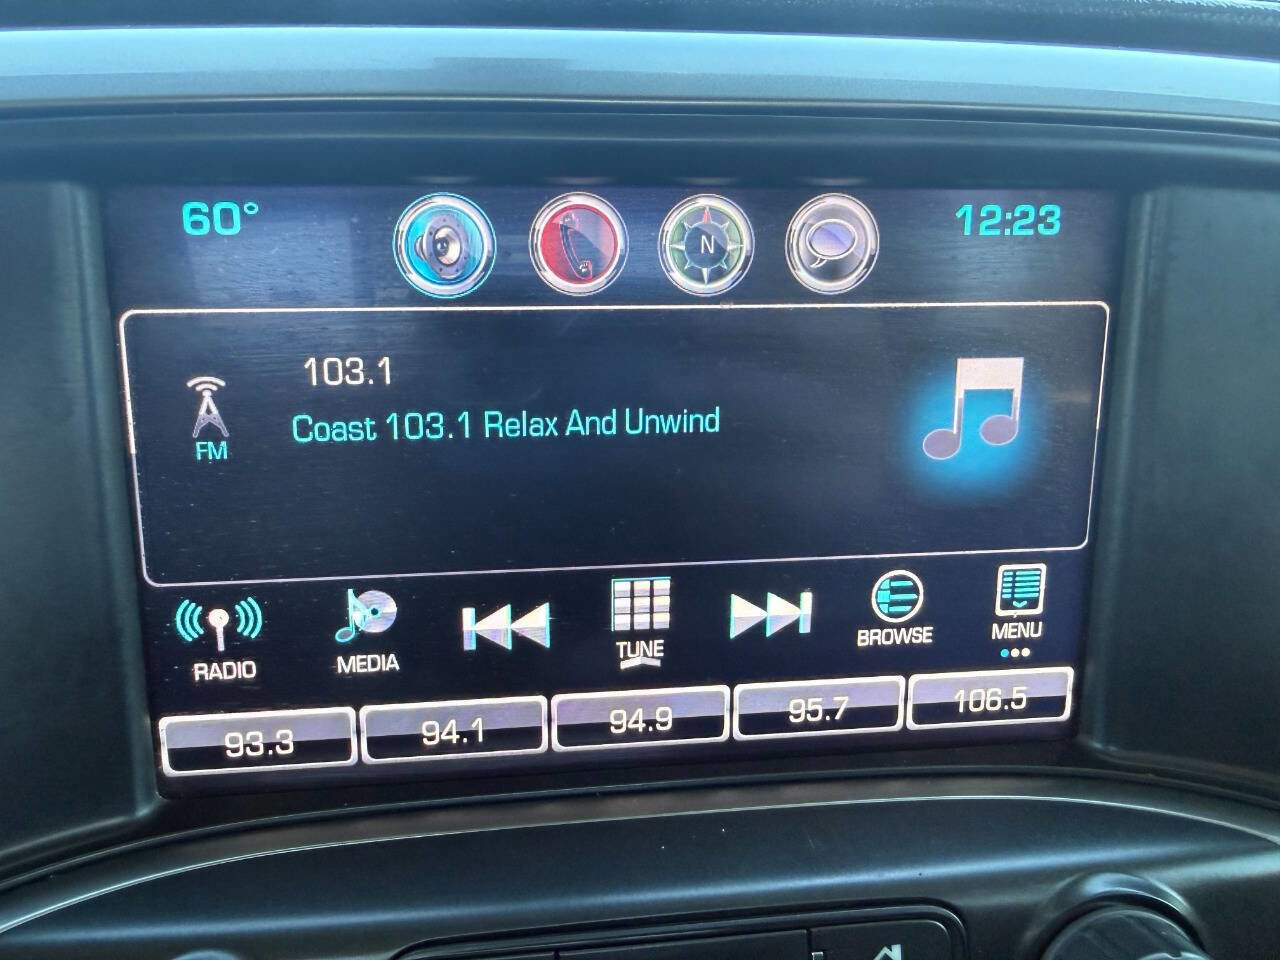 60°
N
12:23
103.1
Coast 103.1 Relax And Unwind
FM
RADIO
MEDIA
TUNE
BROWSE
MENU
93.3
94.1
94.9
95.7
106.5